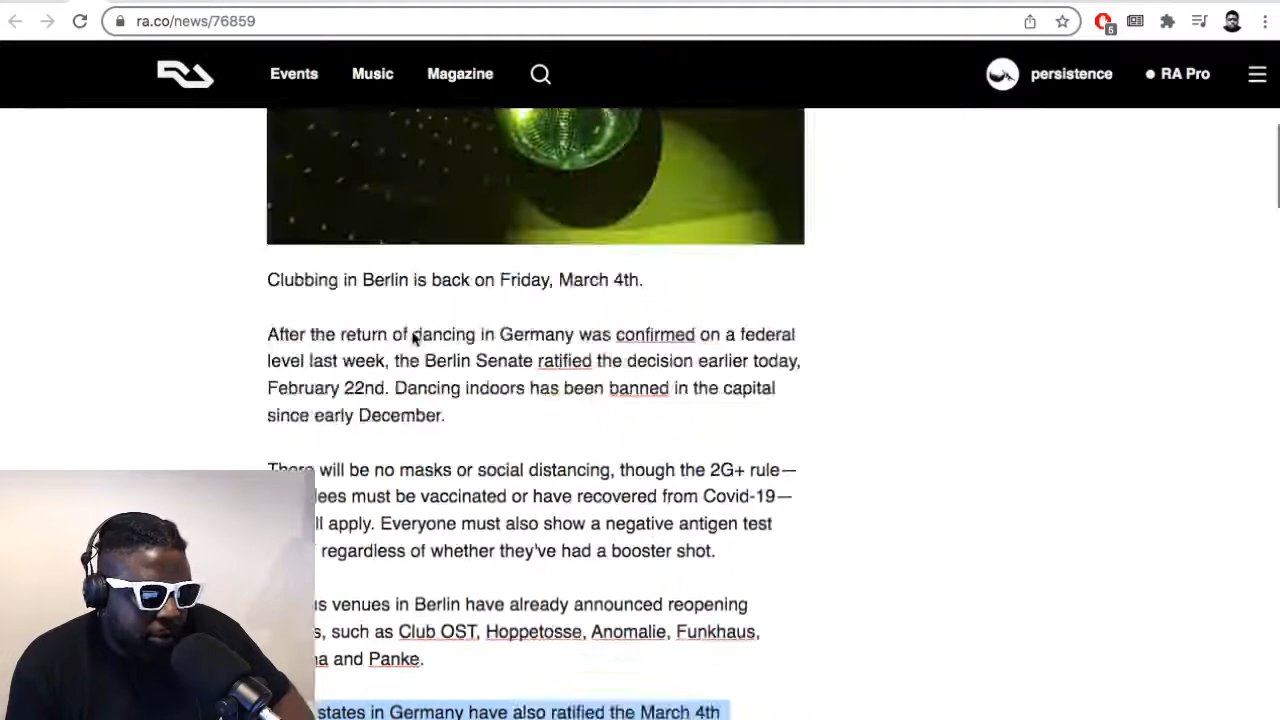 ra.co/news/76859
5
Events Music Magazine persistence RA Pro
Clubbing in Berlin is back on Friday, March 4th.
After the return of dancing in Germany was confirmed on a federal
level last week, the Berlin Senate ratified the decision earlier today,
February 22nd. Dancing indoors has been banned in the capital
since early December.
There will be no masks or social distancing, though the 2G+ rule—
ees must be vaccinated or have recovered from Covid-19—
ll apply. Everyone must also show a negative antigen test
regardless of whether they've had a booster shot.
s venues in Berlin have already announced reopening
s, such as Club OST, Hoppetosse, Anomalie, Funkhaus,
na and Panke.
states in Germany have also ratified the March 4th